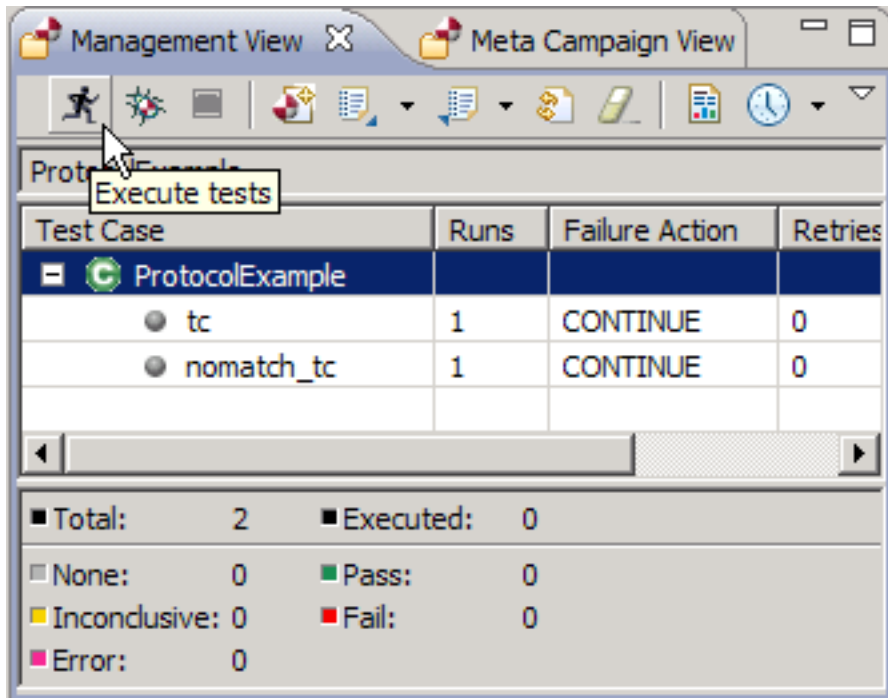 Management View Meta Campaign View
ProtocolExample
Execute tests
Test Case Runs Failure Action Retries
C ProtocolExample
tc 1 CONTINUE 0
nomatch_tc 1 CONTINUE 0
Total: 2 Executed: 0
None: 0 Pass: 0
Inconclusive: 0 Fail: 0
Error: 0